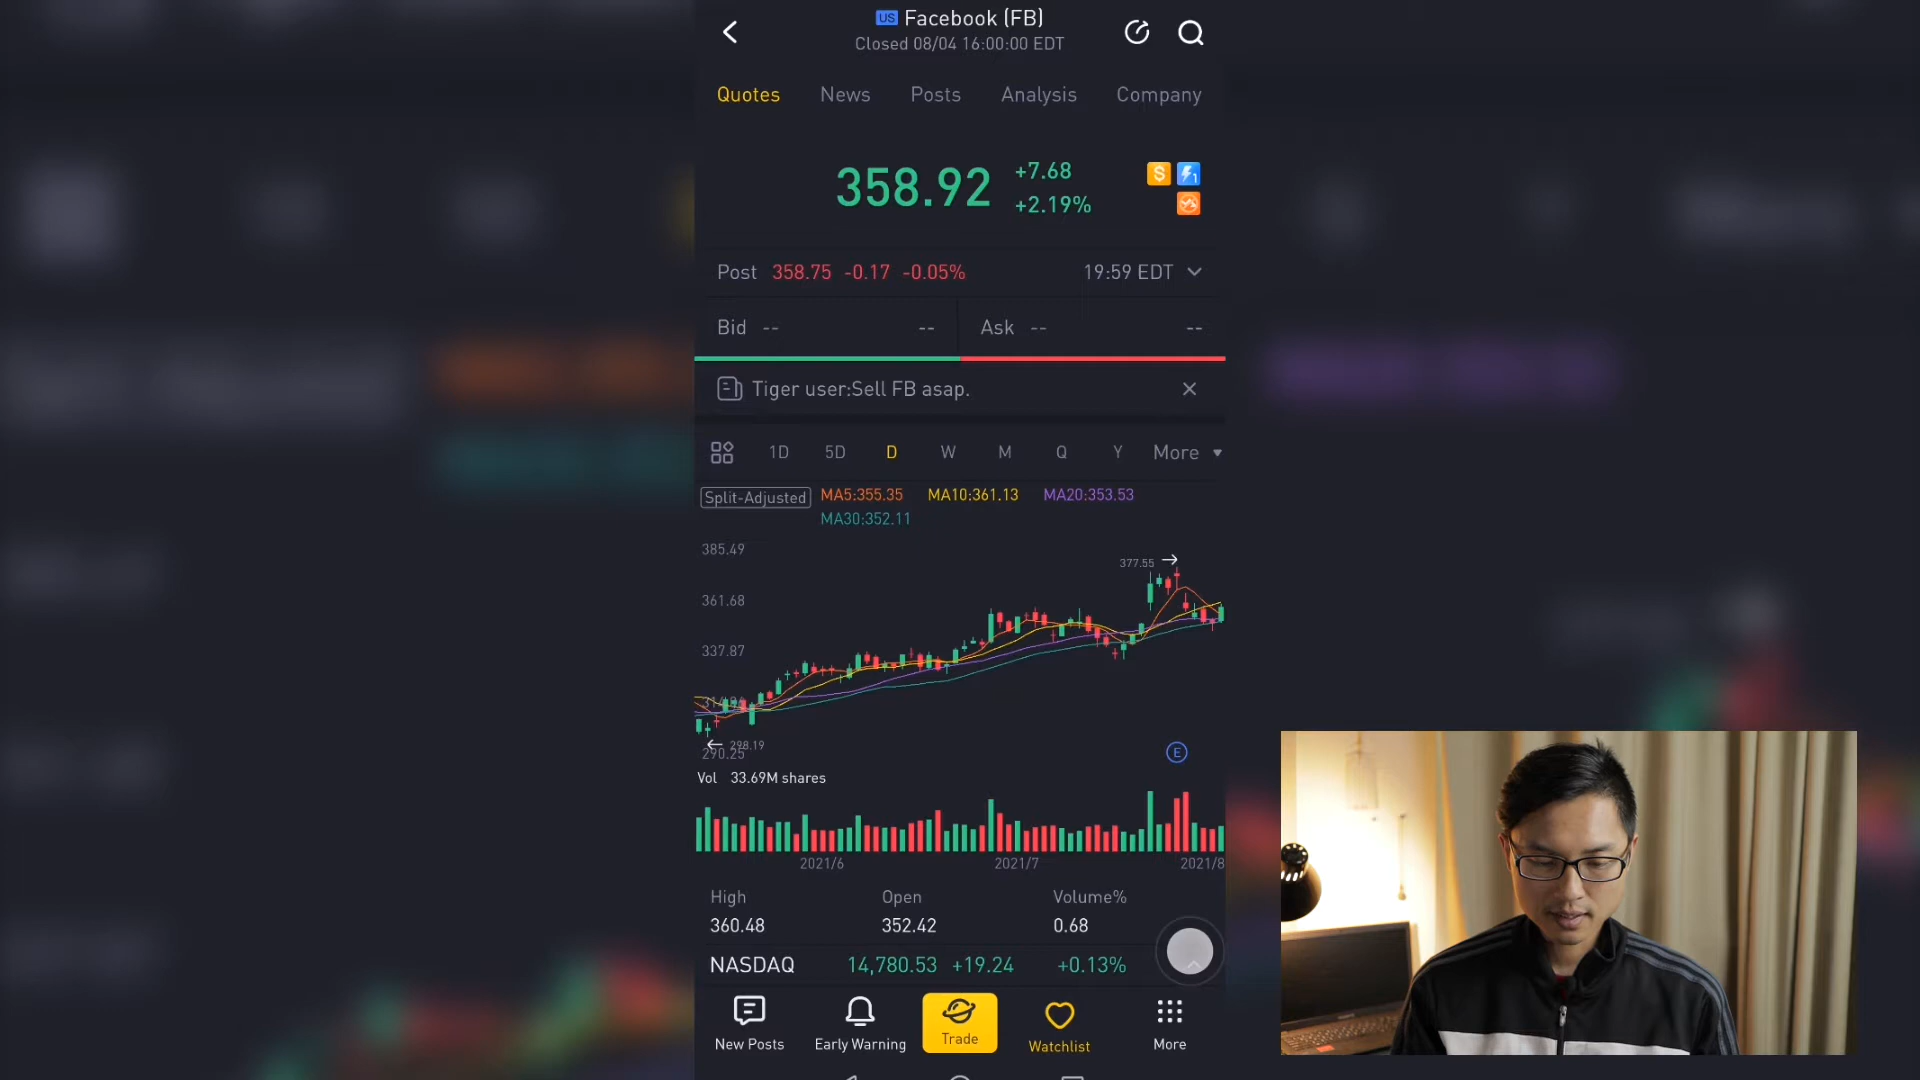 US Facebook (FB)
Closed 08/04 16:00:00 EDT
Quotes News Posts Analysis Company
358.92 +7.68
+2.19%
Post 358.75 -0.17 -0.05% 19:59 EDT
Bid -- -- Ask -- --
Tiger user:Sell FB asap.
1D 5D D W M Q Y More
Split-Adjusted MA5:355.35 MA10:361.13 MA20:353.53
MA30:352.11
385.49
377.55
361.68
337.87
298.19
290.25
E
Vol 33.69M shares
2021/6 2021/7 2021/8
High Open Volume%
360.48 352.42 0.68
NASDAQ 14,780.53 +19.24 +0.13%
New Posts Early Warning Trade Watchlist More